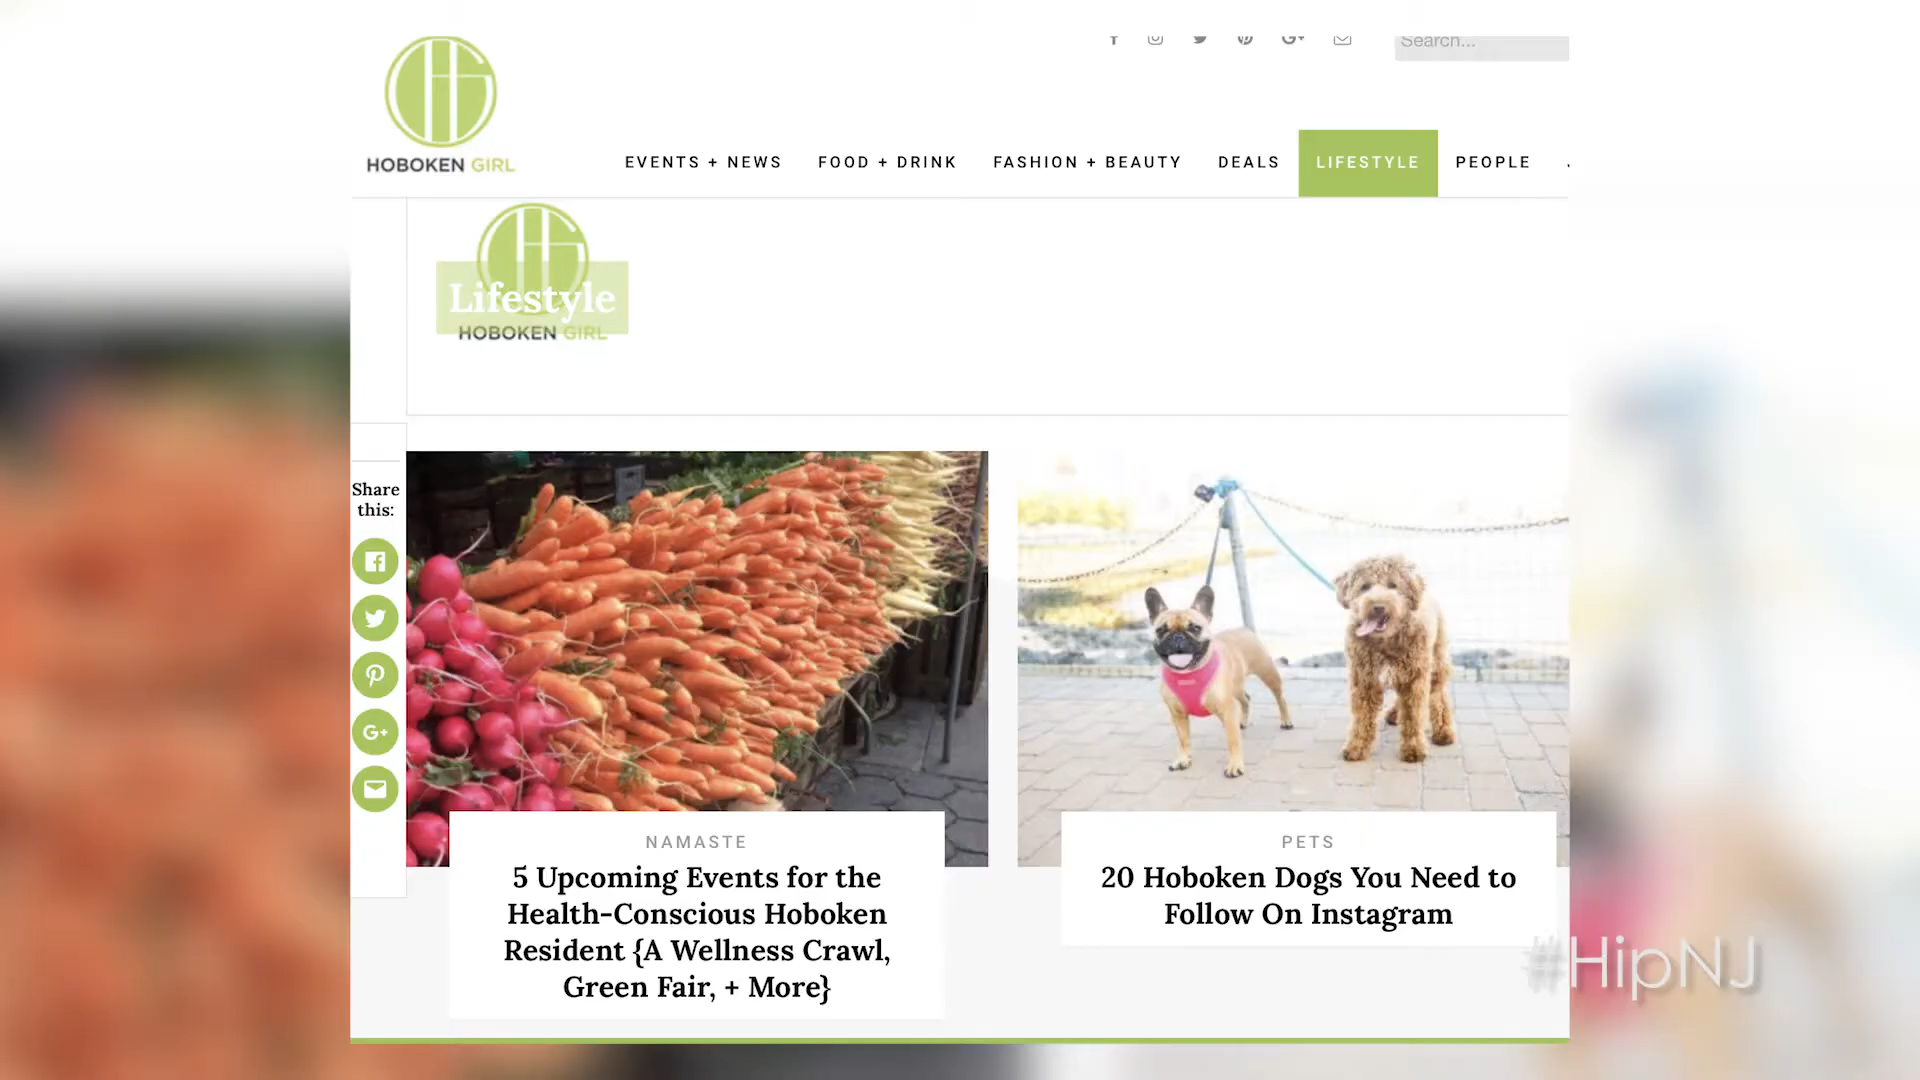 Search...
HOBOKEN GIRL
EVENTS + NEWS FOOD + DRINK FASHION + BEAUTY DEALS LIFESTYLE PEOPLE
Lifestyle
HOBOKEN GIRL
Share
this:
NAMASTE
5 Upcoming Events for the
Health-Conscious Hoboken
Resident {A Wellness Crawl,
Green Fair, + More}
PETS
20 Hoboken Dogs You Need to
Follow On Instagram
#HipNJ